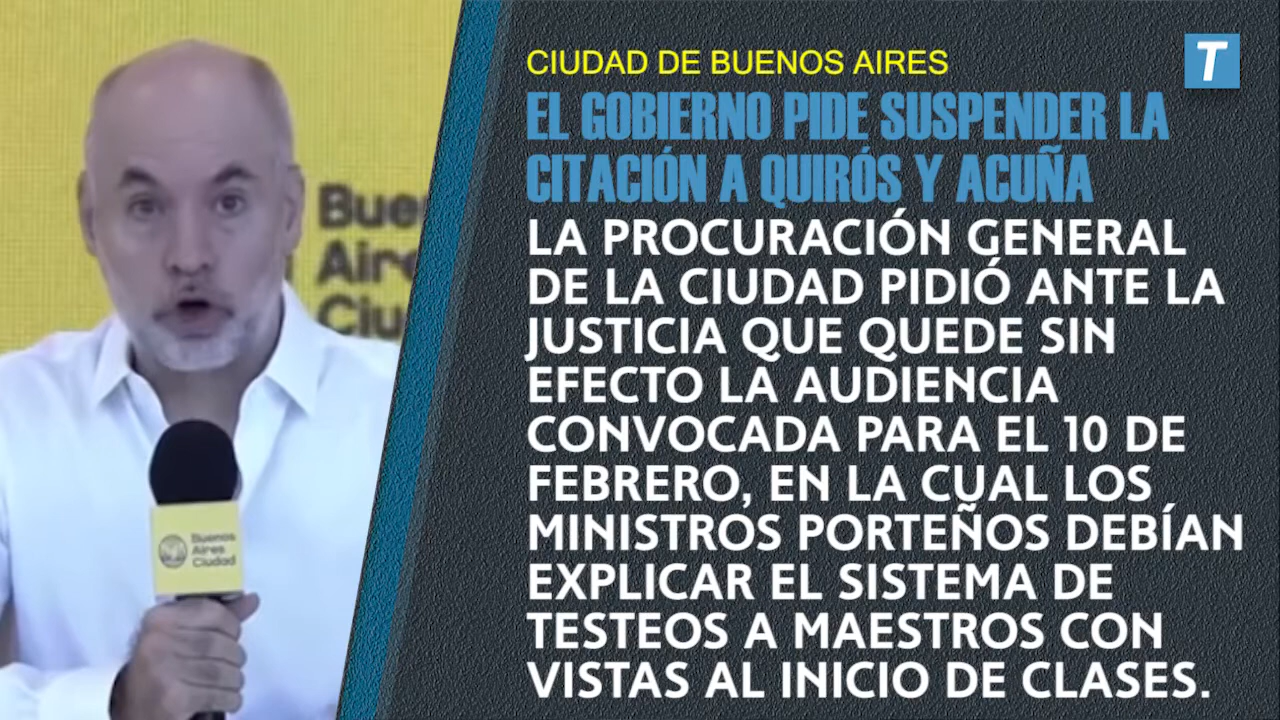 Buenos
Aires
Ciudad
CIUDAD DE BUENOS AIRES
T
EL GOBIERNO PIDE SUSPENDER LA
CITACIÓN A QUIRÓS Y ACUÑA
LA PROCURACIÓN GENERAL
DE LA CIUDAD PIDIÓ ANTE LA
JUSTICIA QUE QUEDE SIN
EFECTO LA AUDIENCIA
CONVOCADA PARA EL 10 DE
FEBRERO, EN LA CUAL LOS
MINISTROS PORTEÑOS DEBÍAN
EXPLICAR EL SISTEMA DE
TESTEOS A MAESTROS CON
VISTAS AL INICIO DE CLASES.